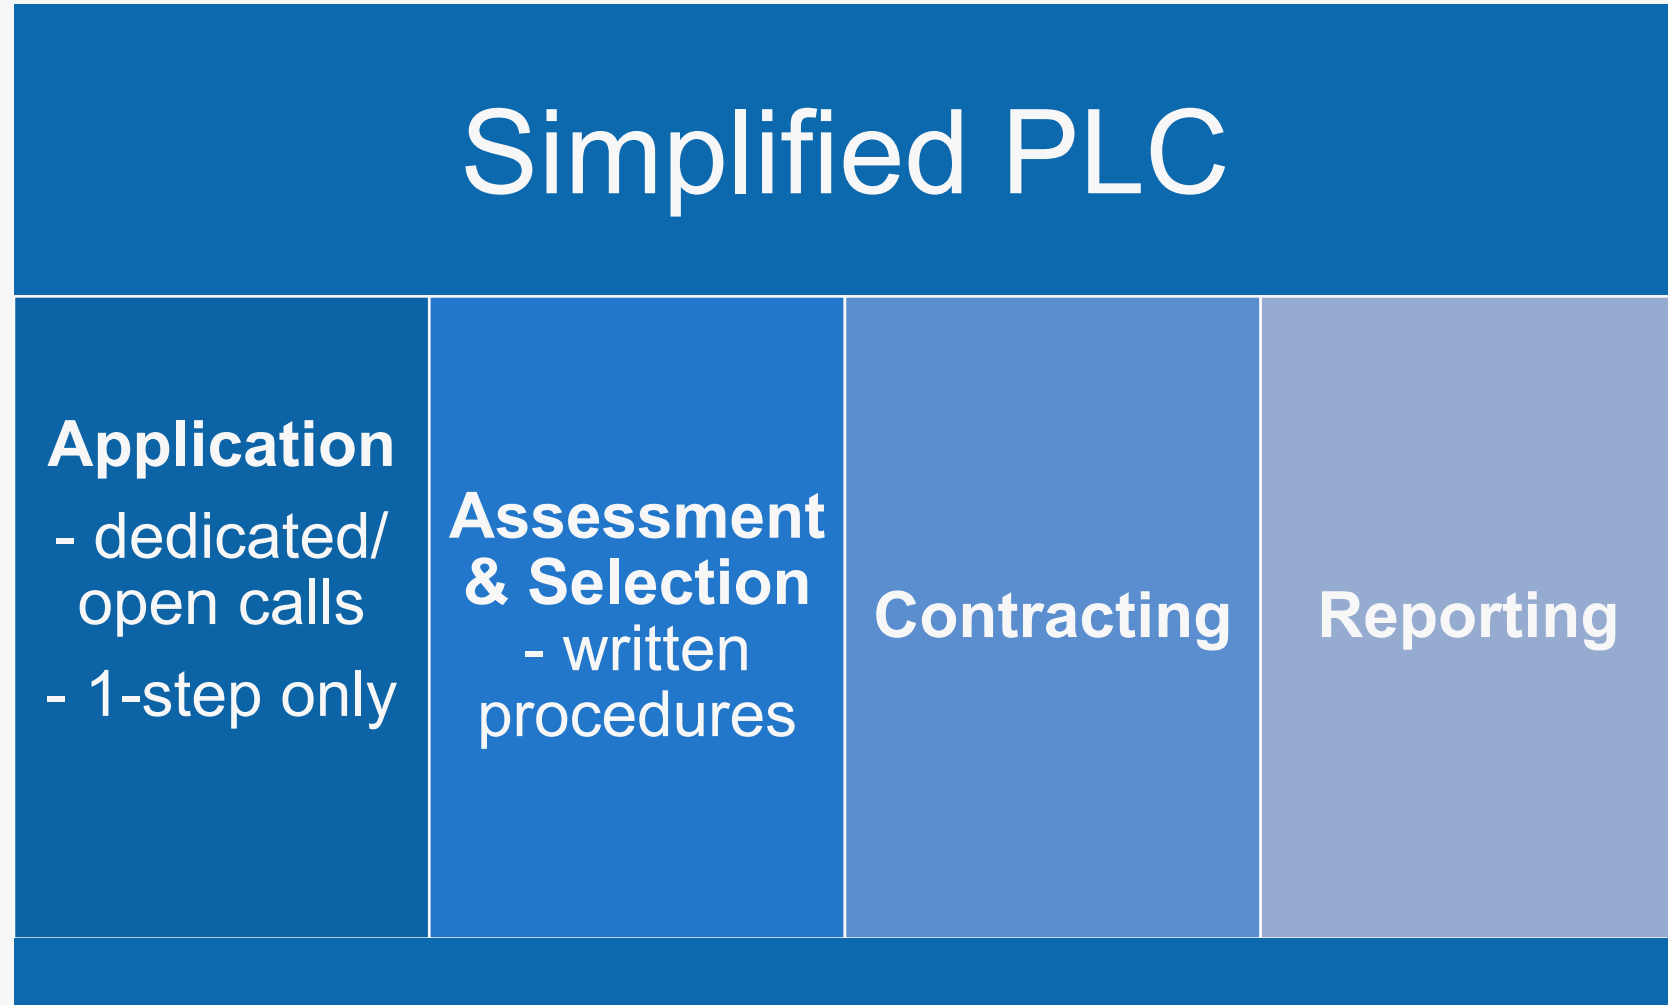 Simplified PLC
Application
- dedicated/
open calls
- 1-step only
Assessment
& Selection
- written
procedures
Contracting
Reporting